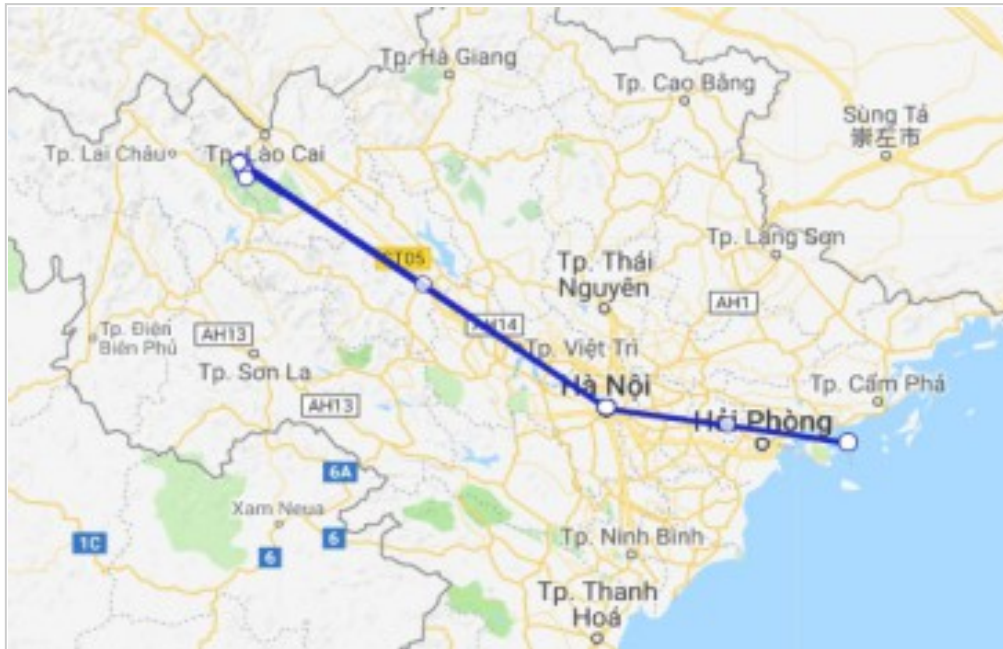 Tp. Hà Giang
Tp. Cao Bằng
Sùng Tả
崇左市
Tp. Lai Châu
Tp. Lào Cai
Tp. Lạng Sơn
CT05
Tp. Thái
Nguyên
AH1
Tp. Điện
Biên Phủ
AH13
AH14
Tp. Việt Trì
Tp. Sơn La
Hà Nội
Tp. Cẩm Phả
AH13
Hải Phòng
6A
Xam Neua
1C
6
6
Tp. Ninh Bình
Tp. Thanh
Hoá